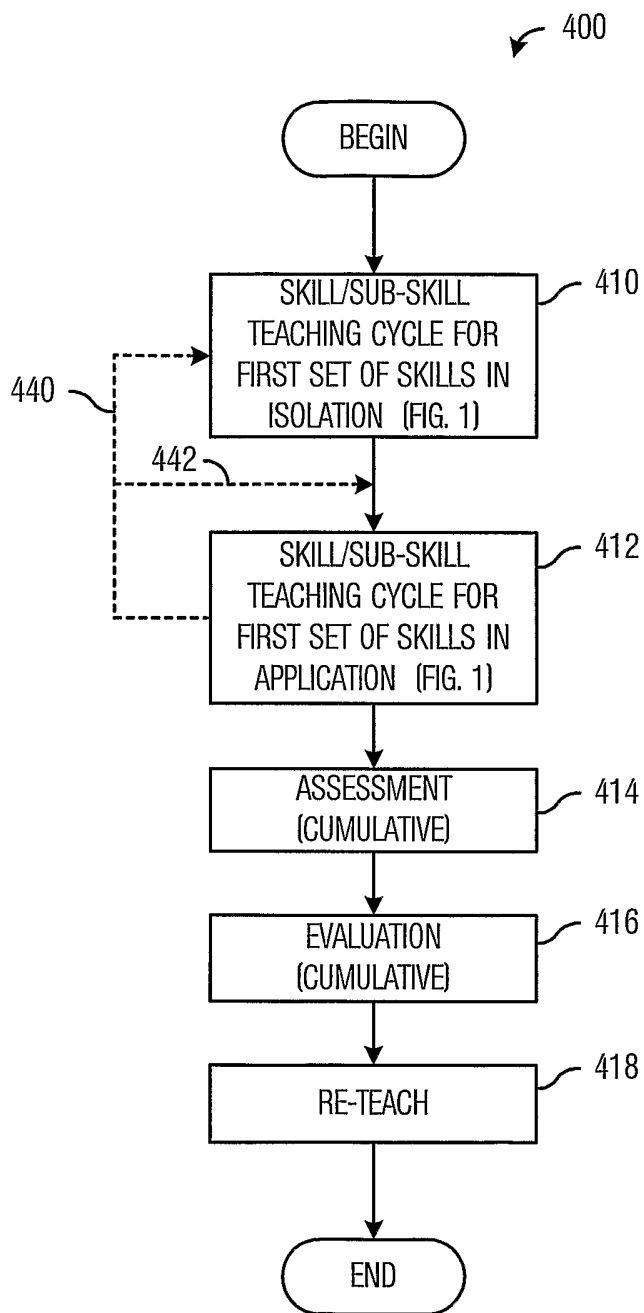 400
BEGIN
SKILL/SUB-SKILL
TEACHING CYCLE FOR
FIRST SET OF SKILLS IN
ISOLATION (FIG. 1)
410
440
442
SKILL/SUB-SKILL
TEACHING CYCLE FOR
FIRST SET OF SKILLS IN
APPLICATION (FIG. 1)
412
ASSESSMENT
(CUMULATIVE)
414
EVALUATION
(CUMULATIVE)
416
RE-TEACH
418
END